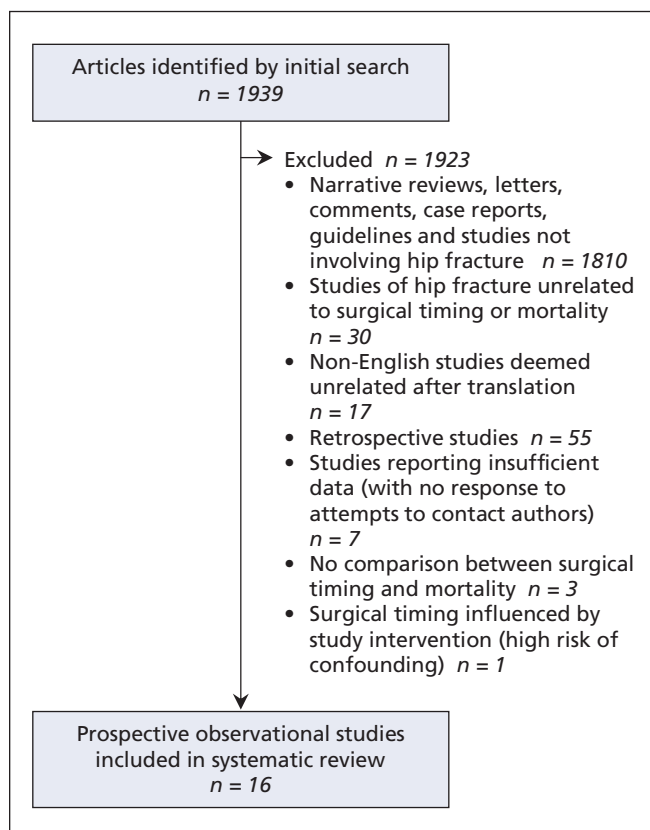 Articles identified by initial search
n = 1939
Excluded n = 1923
• Narrative reviews, letters,
comments, case reports,
guidelines and studies not
involving hip fracture n = 1810
• Studies of hip fracture unrelated
to surgical timing or mortality
n = 30
• Non-English studies deemed
unrelated after translation
n = 17
• Retrospective studies n = 55
• Studies reporting insufficient
data (with no response to
attempts to contact authors)
n = 7
• No comparison between surgical
timing and mortality n = 3
• Surgical timing influenced by
study intervention (high risk of
confounding) n = 1
Prospective observational studies
included in systematic review
n = 16